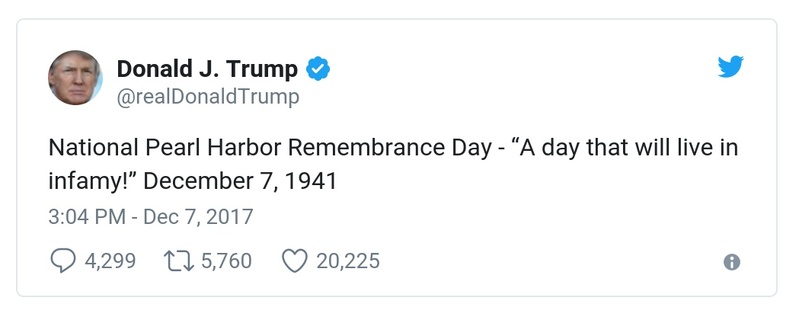 Donald J. Trump
@realDonaldTrump
National Pearl Harbor Remembrance Day - “A day that will live in
infamy!” December 7, 1941
3:04 PM - Dec 7, 2017
4,299 5,760 20,225